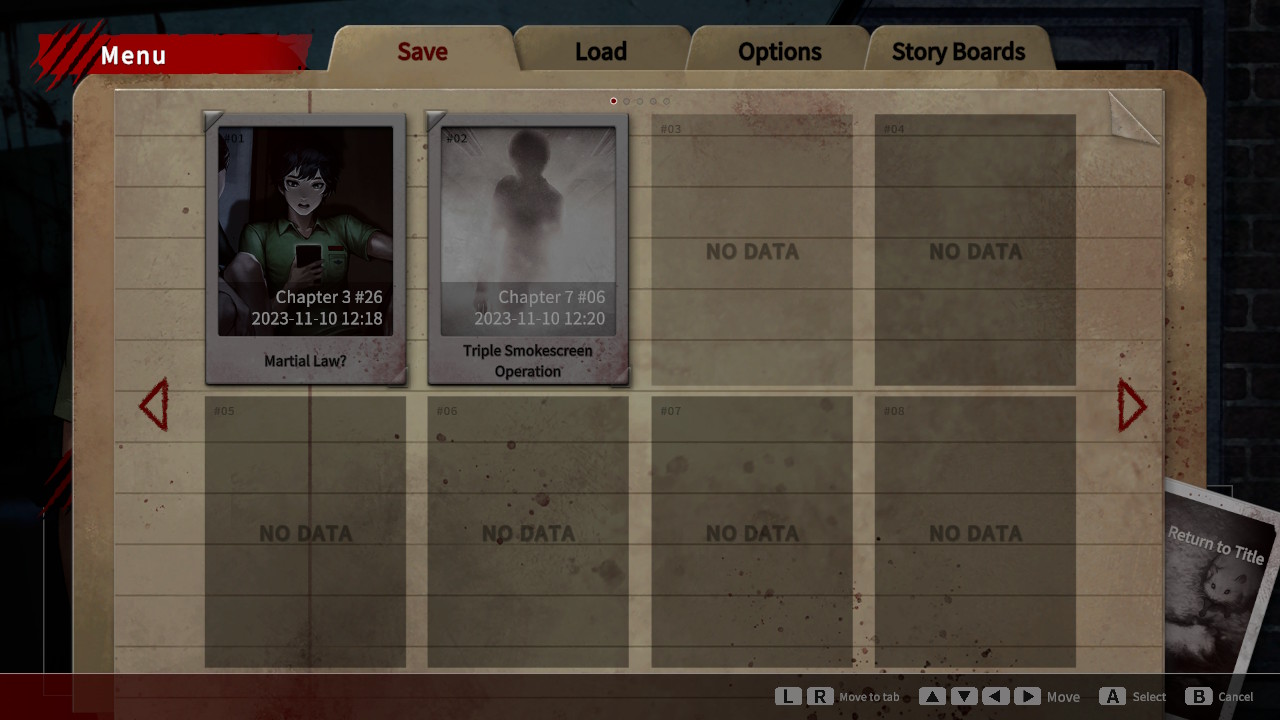 Menu
Save
Load
Options
Story Boards
#01
#02
#03
#04
NO DATA
NO DATA
Chapter 3 #26
2023-11-10 12:18
Chapter 7 #06
2023-11-10 12:20
Martial Law?
Triple Smokescreen
Operation
#05
#06
#07
#08
NO DATA
NO DATA
NO DATA
NO DATA
Return to Title
L R Move to tab
Move
A Select
B Cancel